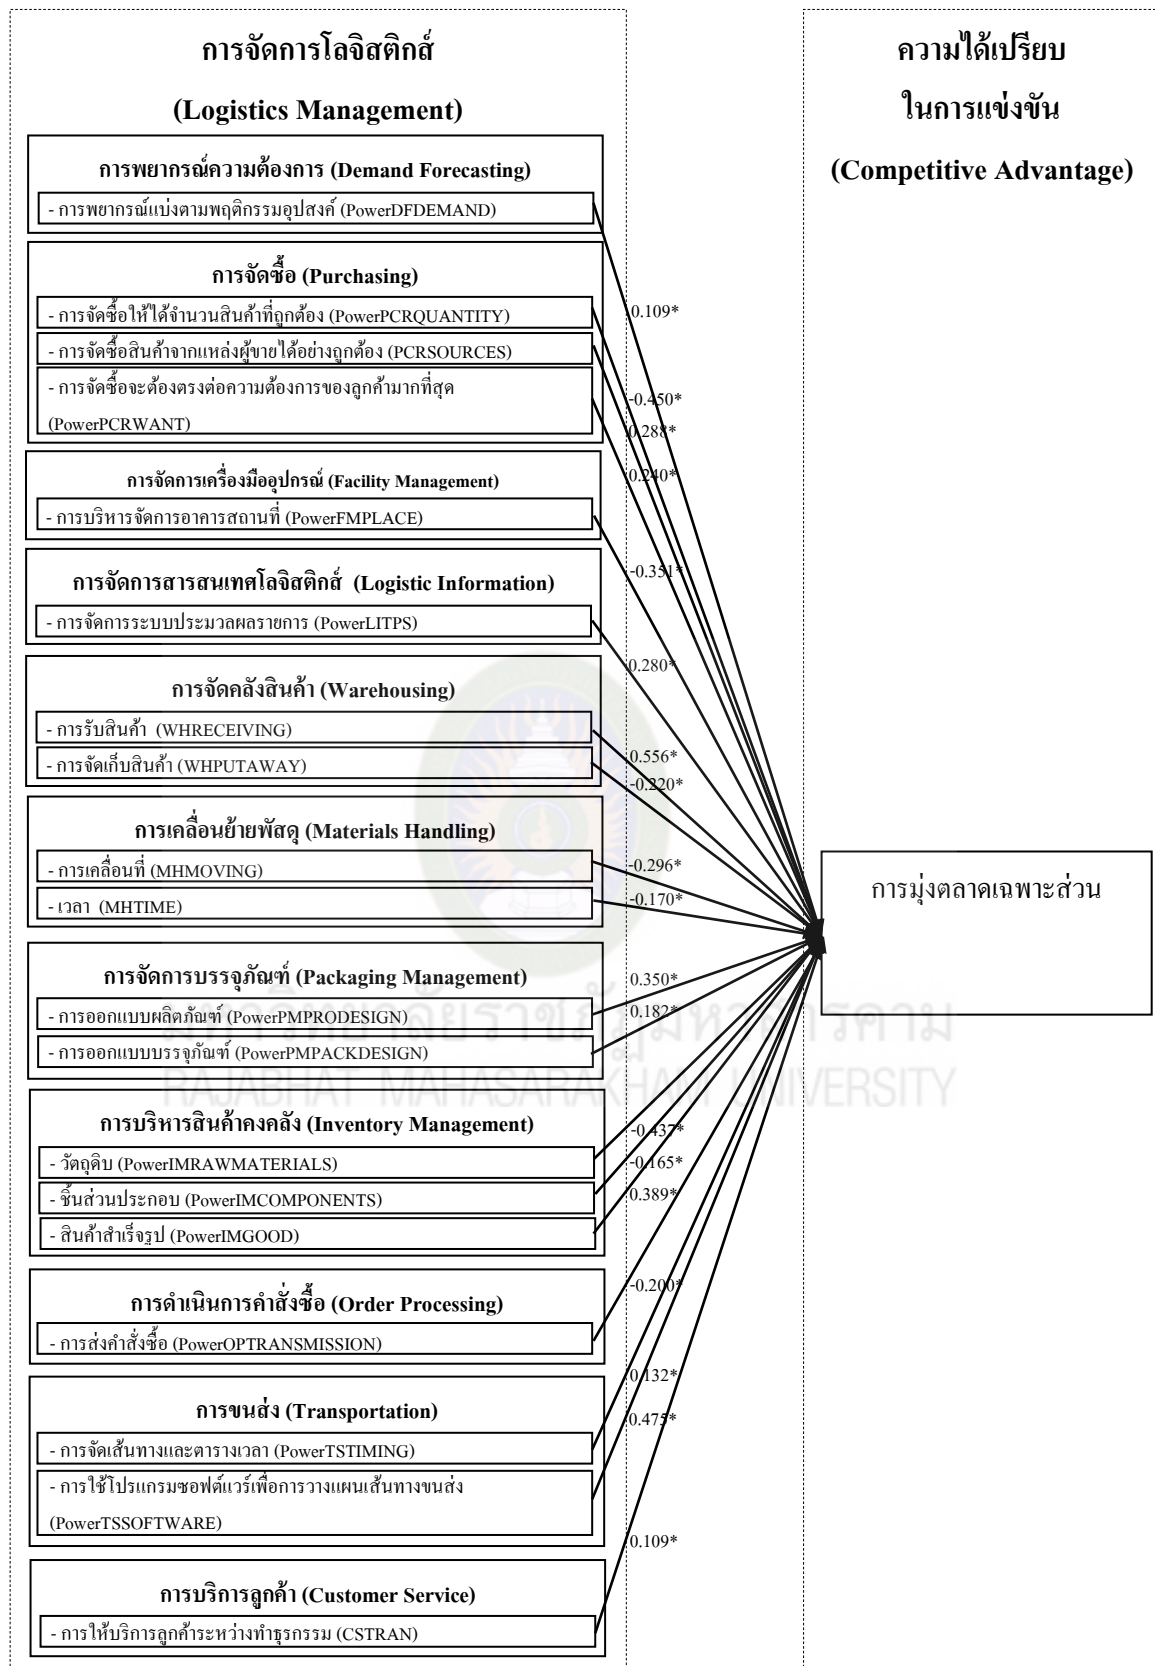 การจัดการโลจิสติกส์
(Logistics Management)
การพยากรณ์ความต้องการ (Demand Forecasting)
- การพยากรณ์แบ่งตามพฤติกรรมอุปสงค์ (PowerDFDEMAND)
การจัดซื้อ (Purchasing)
- การจัดซื้อให้ได้จำนวนสินค้าที่ถูกต้อง (PowerPCRQUANTITY)
- การจัดซื้อสินค้าจากแหล่งผู้ขายได้อย่างถูกต้อง (PCRSOURCES)
- การจัดซื้อจะต้องตรงต่อความต้องการของลูกค้ามากที่สุด
(PowerPCRWANT)
การจัดการเครื่องมืออุปกรณ์ (Facility Management)
- การบริหารจัดการอาคารสถานที่ (PowerFMPLACE)
การจัดการสารสนเทศโลจิสติกส์ (Logistic Information)
- การจัดการระบบประมวลผลรายการ (PowerLITPS)
การจัดคลังสินค้า (Warehousing)
- การรับสินค้า (WHRECEIVING)
- การจัดเก็บสินค้า (WHPUTAWAY)
การเคลื่อนย้ายพัสดุ (Materials Handling)
- การเคลื่อนที่ (MHMOVING)
- เวลา (MHTIME)
การจัดการบรรจุภัณฑ์ (Packaging Management)
- การออกแบบผลิตภัณฑ์ (PowerPMPRODESIGN)
- การออกแบบบรรจุภัณฑ์ (PowerPMPACKDESIGN)
การบริหารสินค้าคงคลัง (Inventory Management)
- วัตถุดิบ (PowerIMRAWMATERIALS)
- ชิ้นส่วนประกอบ (PowerIMCOMPONENTS)
- สินค้าสำเร็จรูป (PowerIMGOOD)
การดำเนินการคำสั่งซื้อ (Order Processing)
- การส่งคำสั่งซื้อ (PowerOPTRANSMISSION)
การขนส่ง (Transportation)
- การจัดเส้นทางและตารางเวลา (PowerTSTIMING)
- การใช้โปรแกรมซอฟต์แวร์เพื่อการวางแผนเส้นทางขนส่ง
(PowerTSSOFTWARE)
การบริการลูกค้า (Customer Service)
- การให้บริการลูกค้าระหว่างทำธุรกรรม (CSTRAN)
0.109*
-0.450*
0.288*
0.240*
-0.351*
0.280*
0.556*
-0.220*
-0.296*
-0.170*
0.350*
0.182*
-0.437*
-0.165*
0.389*
-0.200*
0.132*
0.475*
0.109*
ความได้เปรียบ
ในการแข่งขัน
(Competitive Advantage)
การมุ่งตลาดเฉพาะส่วน
มหาวิทยาลัยราชภัฏมหาสารคาม
RAJABHAT MAHASARAKHAM UNIVERSITY